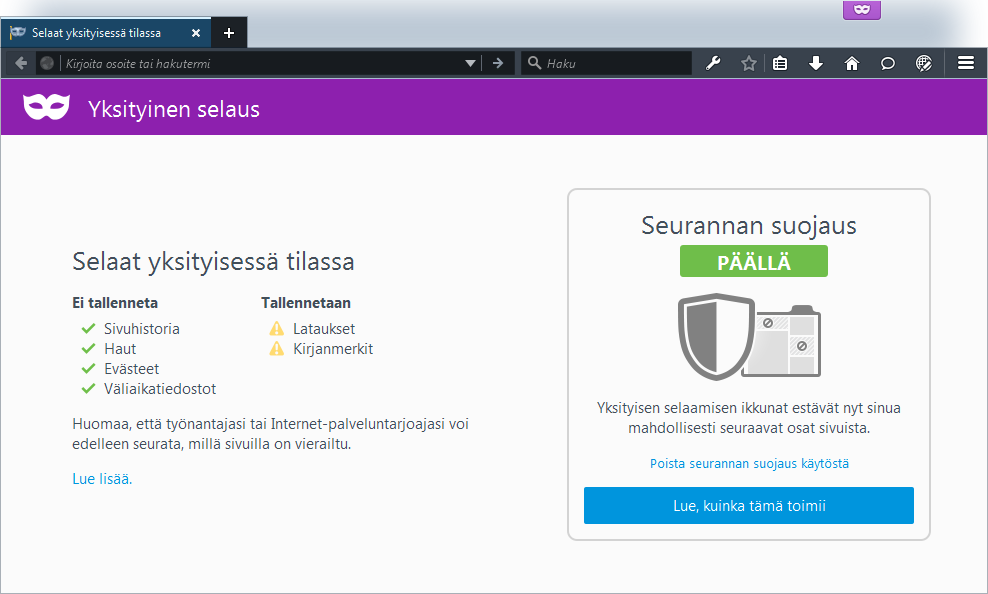 Selaat yksityisessä tilassa
Kirjoita osoite tai hakutermi
Haku
Yksityinen selaus
Selaat yksityisessä tilassa
Ei tallenneta
Sivuhistoria
Haut
Evästeet
Väliaikatiedostot
Tallennetaan
Lataukset
Kirjanmerkit
Huomaa, että työnantajasi tai Internet-palveluntarjoajasi voi
edelleen seurata, millä sivuilla on vierailtu.
Lue lisää.
Seurannan suojaus
PÄÄLLÄ
Yksityisen selaamisen ikkunat estävät nyt sinua
mahdollisesti seuraavat osat sivuista.
Poista seurannan suojaus käytöstä
Lue, kuinka tämä toimii